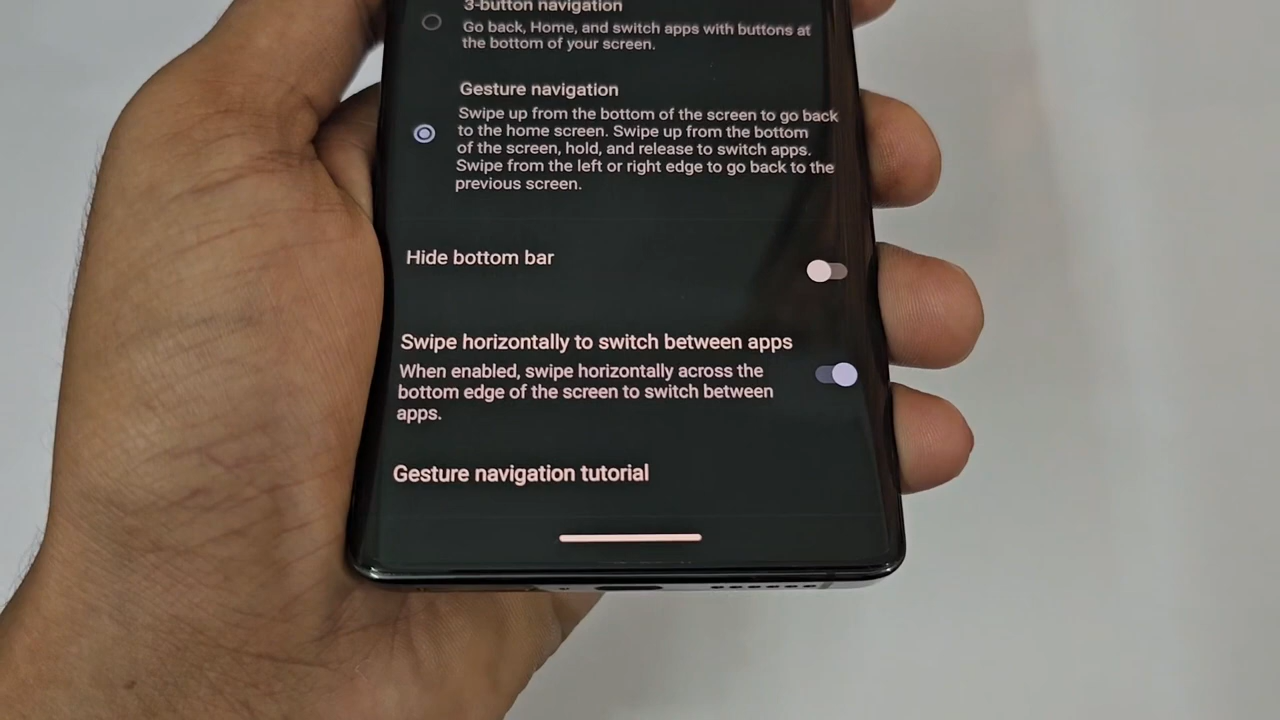 3-button navigation
Go back, Home, and switch apps with buttons at
the bottom of your screen.
Gesture navigation
Swipe up from the bottom of the screen to go back
to the home screen. Swipe up from the bottom
of the screen, hold, and release to switch apps.
Swipe from the left or right edge to go back to the
previous screen.
Hide bottom bar
Swipe horizontally to switch between apps
When enabled, swipe horizontally across the
bottom edge of the screen to switch between
apps.
Gesture navigation tutorial